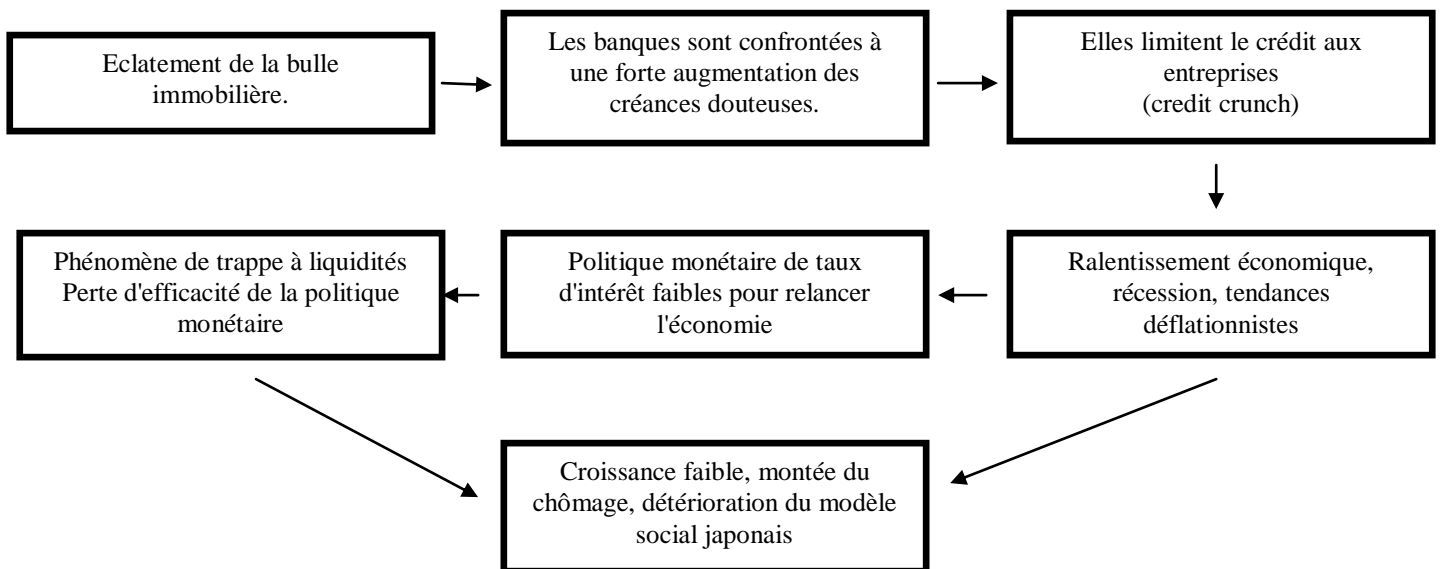 Eclatement de la bulle
immobilière.
Les banques sont confrontées à
une forte augmentation des
créances douteuses.
Elles limitent le crédit aux
entreprises
(credit crunch)
Phénomène de trappe à liquidités
Perte d'efficacité de la politique
monétaire
Politique monétaire de taux
d'intérêt faibles pour relancer
l'économie
Ralentissement économique,
récession, tendances
déflationnistes
Croissance faible, montée du
chômage, détérioration du modèle
social japonais